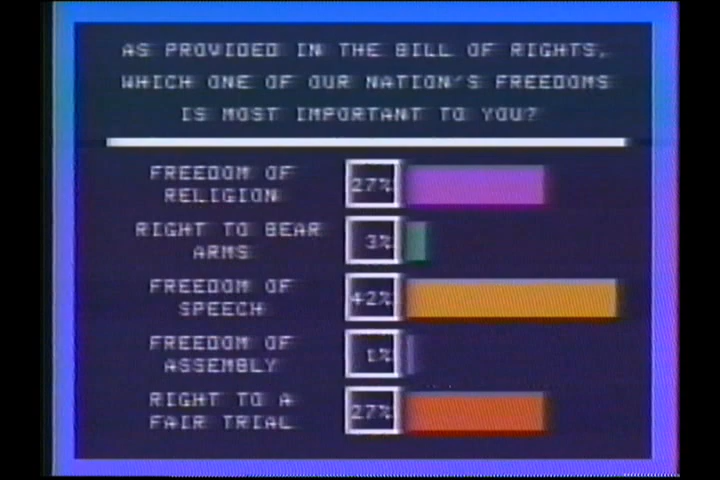 AS PROVIDED IN THE BILL OF RIGHTS,
WHICH ONE OF OUR NATION'S FREEDOMS
IS MOST IMPORTANT TO YOU?
FREEDOM OF
RELIGION
27%
RIGHT TO BEAR
ARMS
3%
FREEDOM OF
SPEECH
42%
FREEDOM OF
ASSEMBLY
1%
RIGHT TO A
FAIR TRIAL
27%